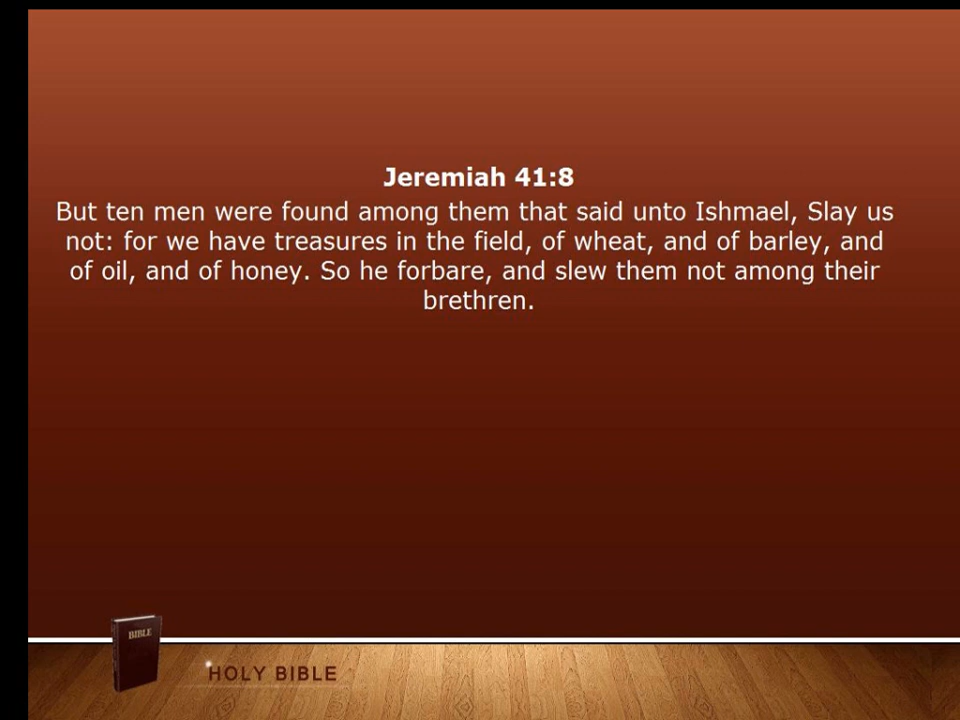 Jeremiah 41:8
But ten men were found among them that said unto Ishmael, Slay us
not: for we have treasures in the field, of wheat, and of barley, and
of oil, and of honey. So he forbare, and slew them not among their
brethren.
BIBLE
HOLY BIBLE